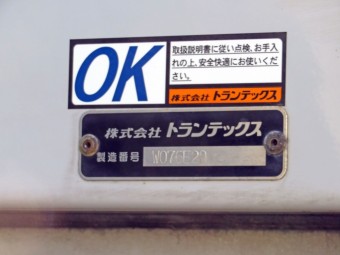 OK
取扱説明書に従い点検、お手入
れの上、安全快適にお使いくだ
さい。
株式会社 トランテックス
株式会社 トランテックス
製造番号